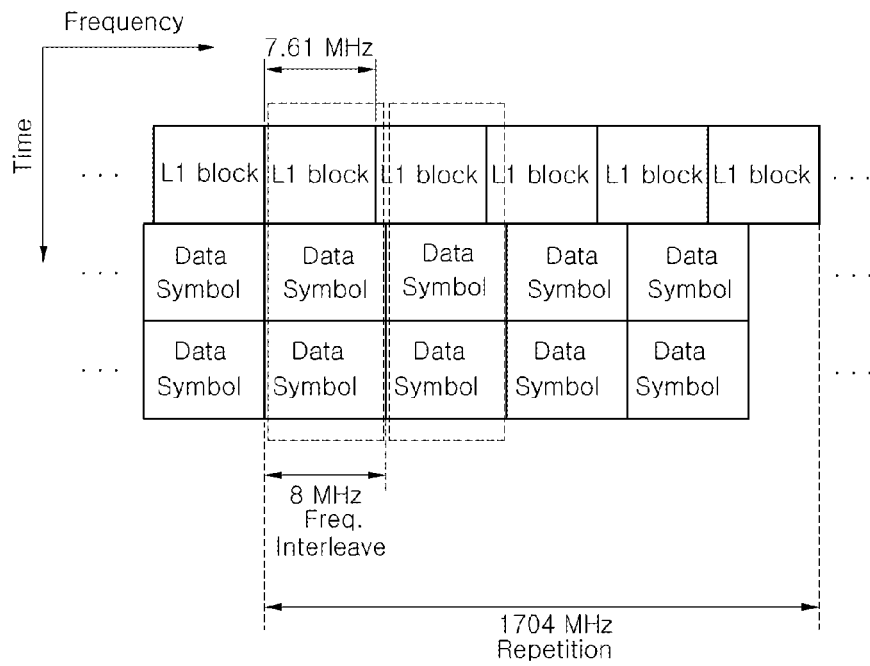 Frequency
7.61 MHz
Time
. . . L1 block L1 block L1 block L1 block L1 block L1 block . . .
. . . Data Data Data Data Data . . .
Symbol Symbol Symbol Symbol Symbol
. . . Data Data Data Data Data . . .
Symbol Symbol Symbol Symbol Symbol
8 MHz
Freq.
Interleave
1704 MHz
Repetition